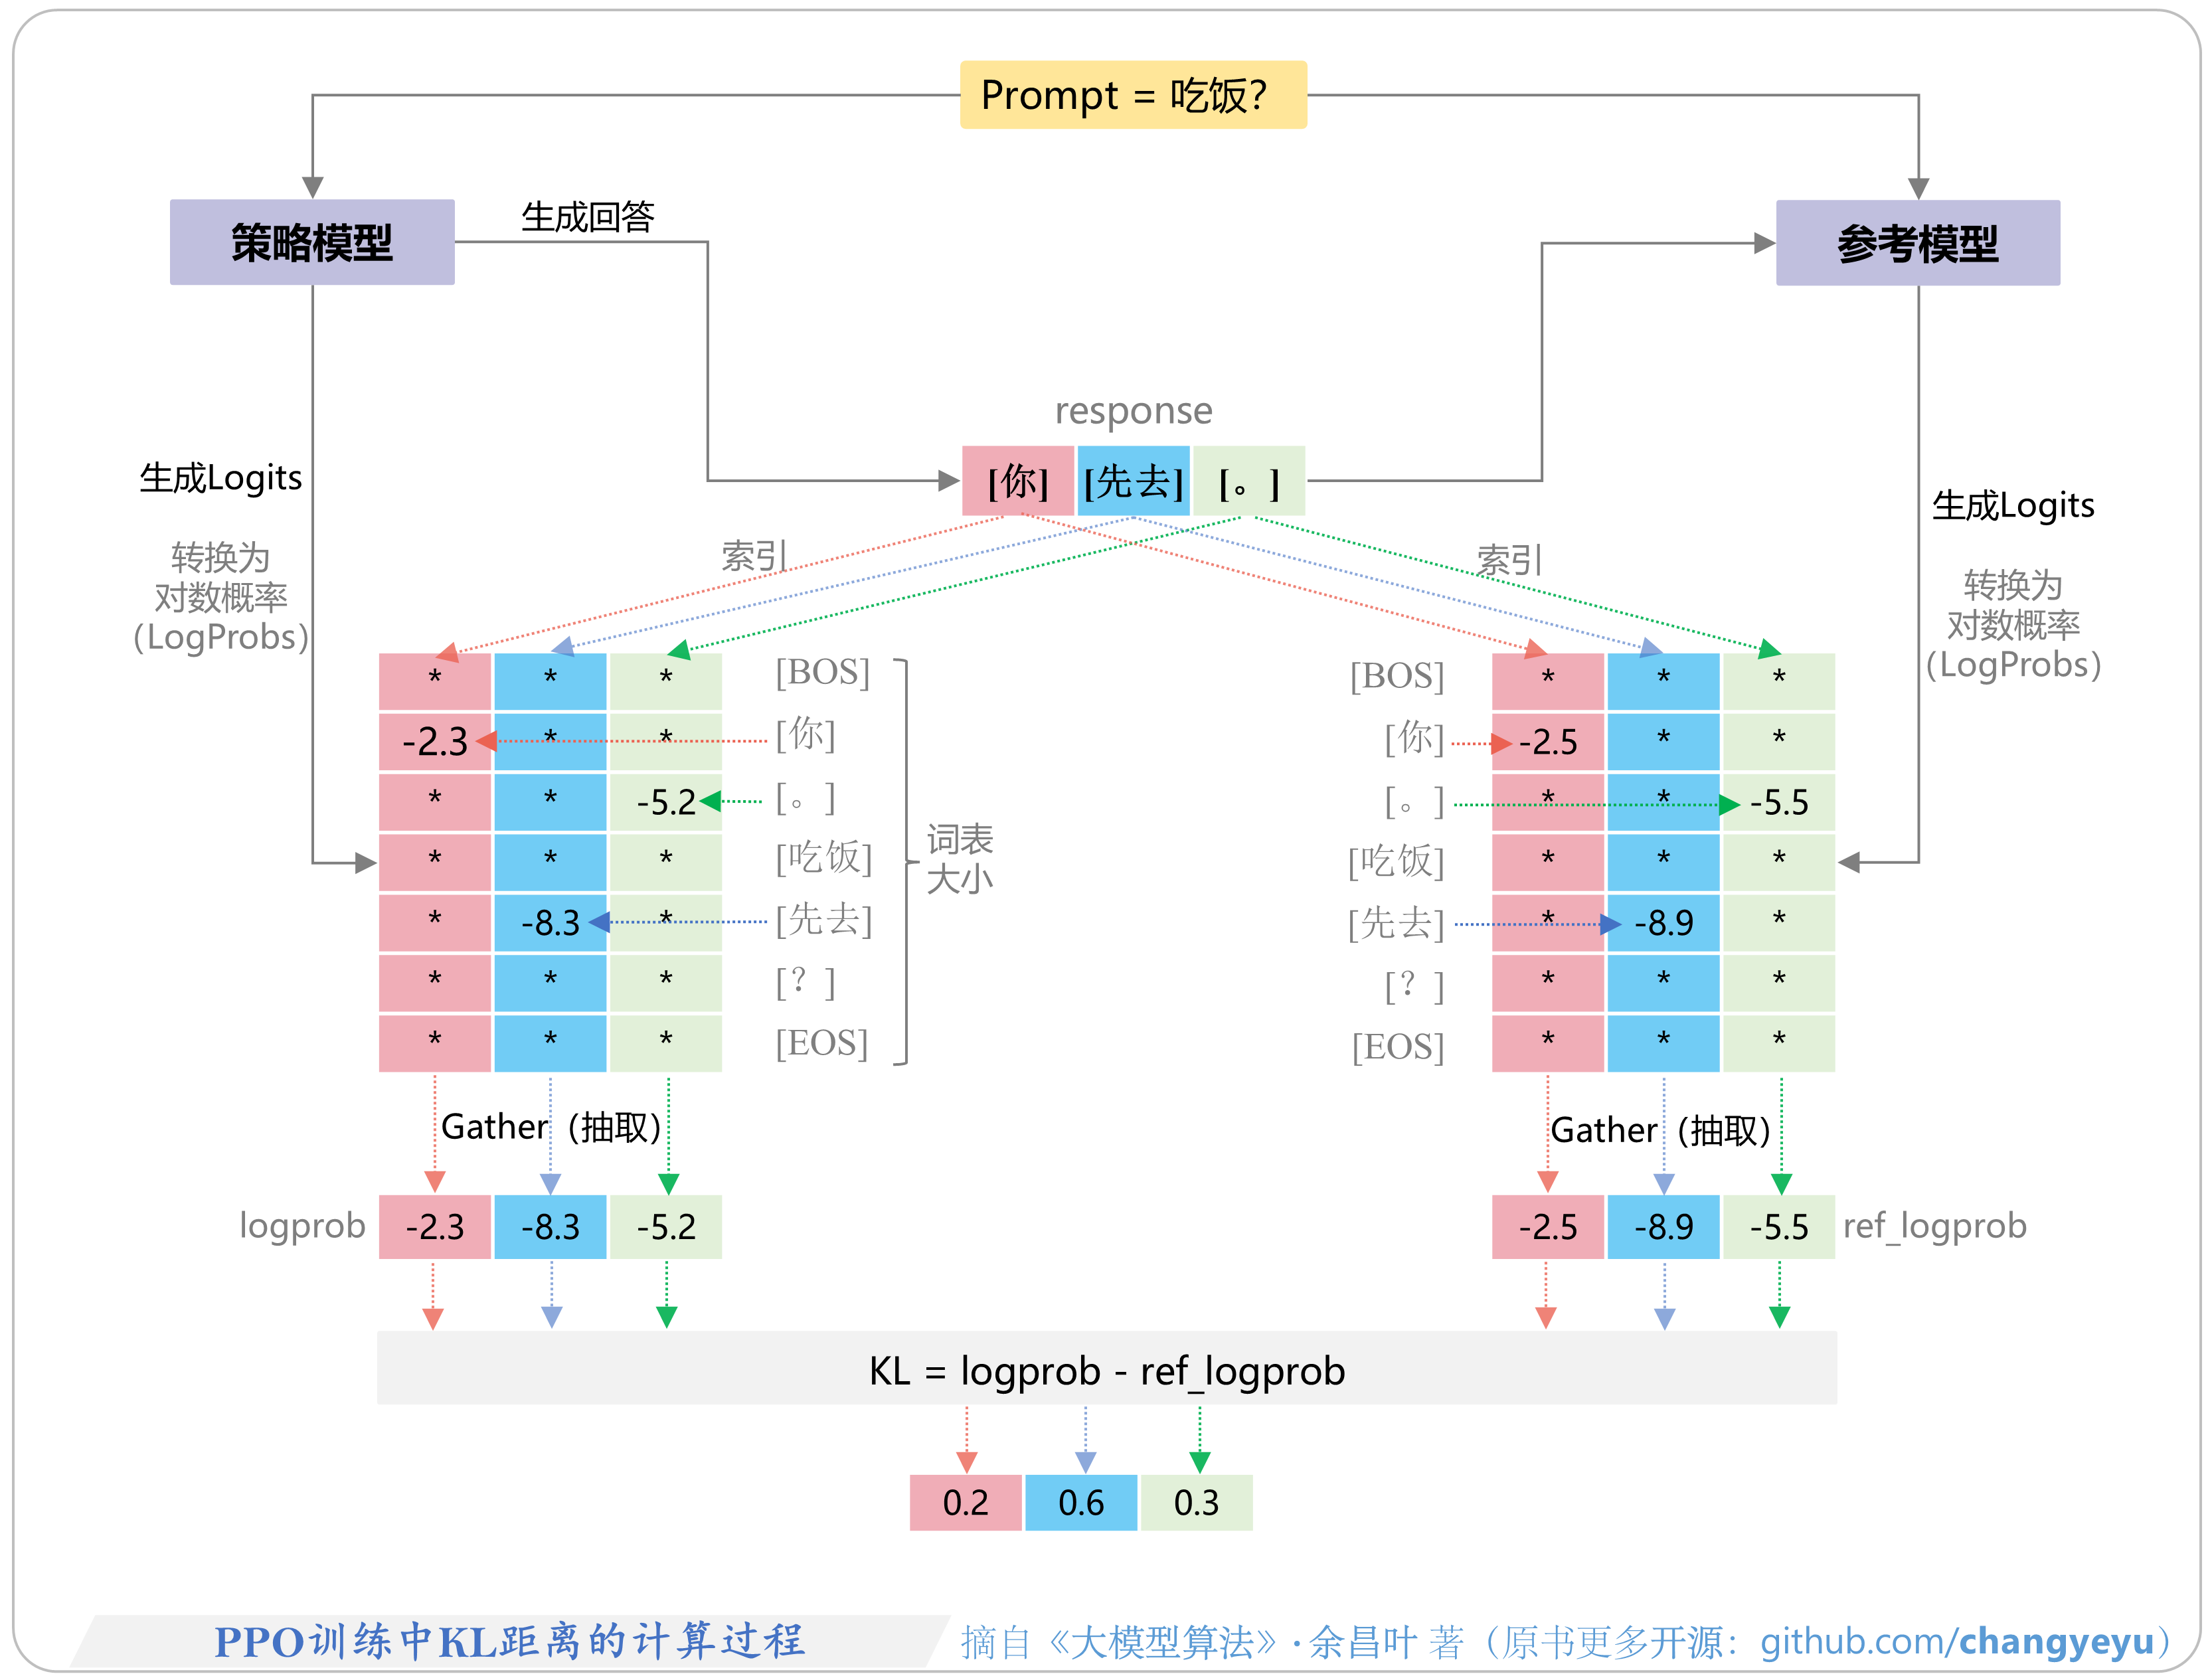 Prompt = 吃饭？
策略模型
生成回答
参考模型
response
[你] [先去] [。]
生成Logits
转换为
对数概率
（LogProbs）
生成Logits
转换为
对数概率
（LogProbs）
索引
索引
* * *
-2.3 * *
* * -5.2
* * *
* -8.3 *
* * *
* * *
[BOS]
[你]
[。]
[吃饭]
[先去]
[？]
[EOS]
词表
大小
[BOS]
[你]
[。]
[吃饭]
[先去]
[？]
[EOS]
* * *
-2.5 * *
* * -5.5
* * *
* -8.9 *
* * *
* * *
Gather（抽取）
Gather（抽取）
logprob -2.3 -8.3 -5.2
-2.5 -8.9 -5.5 ref_logprob
KL = logprob - ref_logprob
0.2 0.6 0.3
PPO训练中KL距离的计算过程
摘自《大模型算法》·余昌叶 著（原书更多开源：github.com/changyeyu）